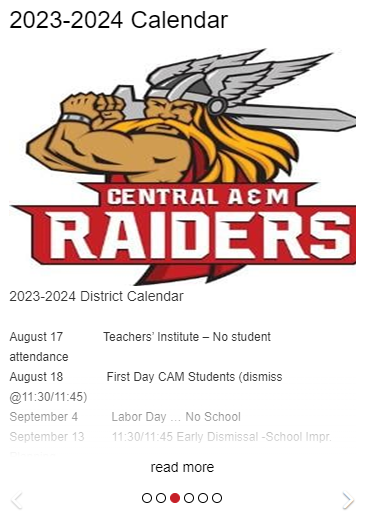 2023-2024 Calendar
CENTRAL A&M
RAIDERS
2023-2024 District Calendar
August 17 Teachers' Institute – No student
attendance
August 18 First Day CAM Students (dismiss
@11:30/11:45)
September 4 Labor Day … No School
September 13 11:30/11:45 Early Dismissal -School Impr.
read more